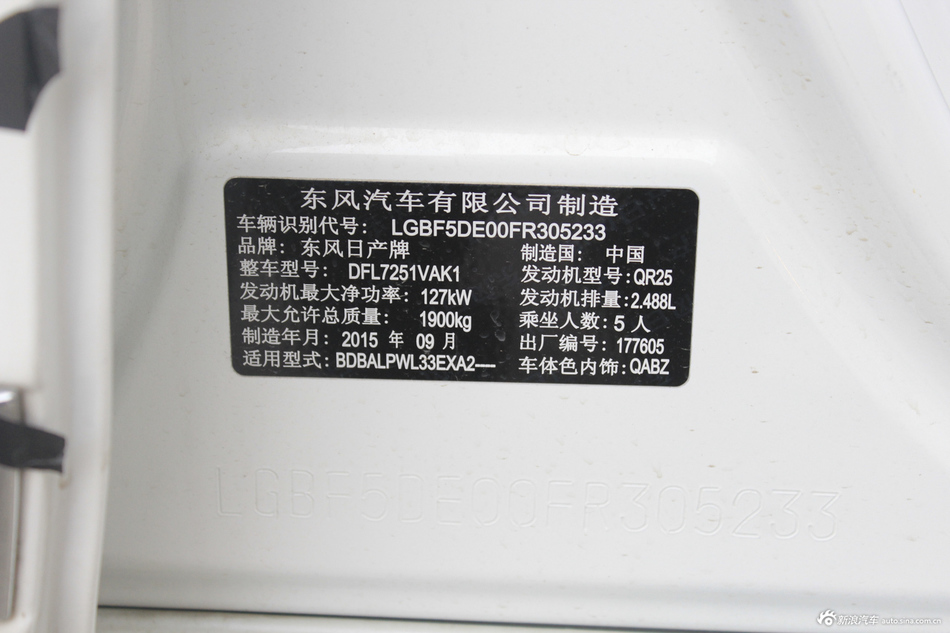 东风汽车有限公司制造
车辆识别代号： LGBF5DE00FR305233
品牌： 东风日产牌 制造国： 中国
整车型号： DFL7251VAK1 发动机型号:QR25
发动机最大净功率: 127kW 发动机排量:2.488L
最大允许总质量： 1900kg 乘坐人数:5人
制造年月: 2015 年 09 月 出厂编号: 177605
适用型式: BDBALPWL33EXA2---- 车体色内饰:QABZ
LGBF5DE00FR305233
新浪汽车 auto.sina.com.cn